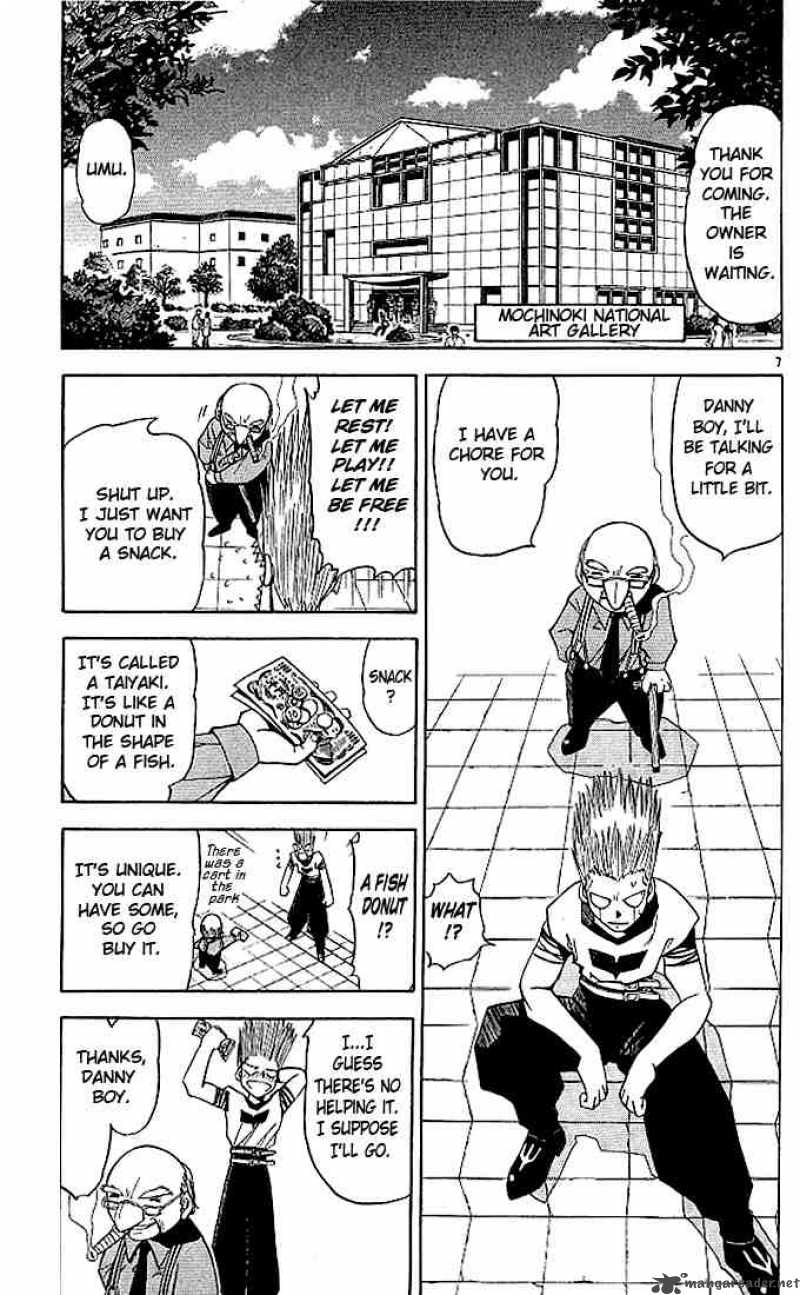 THANK
YOU FOR
COMING.
THE
OWNER
IS
WAITING.
UMU.
MOCHINOKI NATIONAL
ART GALLERY
7
DANNY
BOY, I'LL
BE TALKING
FOR A
LITTLE BIT.
I HAVE A
CHORE FOR
YOU.
WHAT
!?
LET ME
REST!
LET ME
PLAY!!
LET ME
BE FREE
!!!
SHUT UP.
I JUST WANT
YOU TO BUY
A SNACK.
SNACK
?
IT'S CALLED
A TAIYAKI.
IT'S LIKE A
DONUT IN
THE SHAPE
OF A FISH.
A FISH
DONUT
!?
There
was a
cart in
the
park
IT'S UNIQUE.
YOU CAN
HAVE SOME,
SO GO
BUY IT.
I...I
GUESS
THERE'S NO
HELPING IT.
I SUPPOSE
I'LL GO.
THANKS,
DANNY
BOY.
mangareader.net